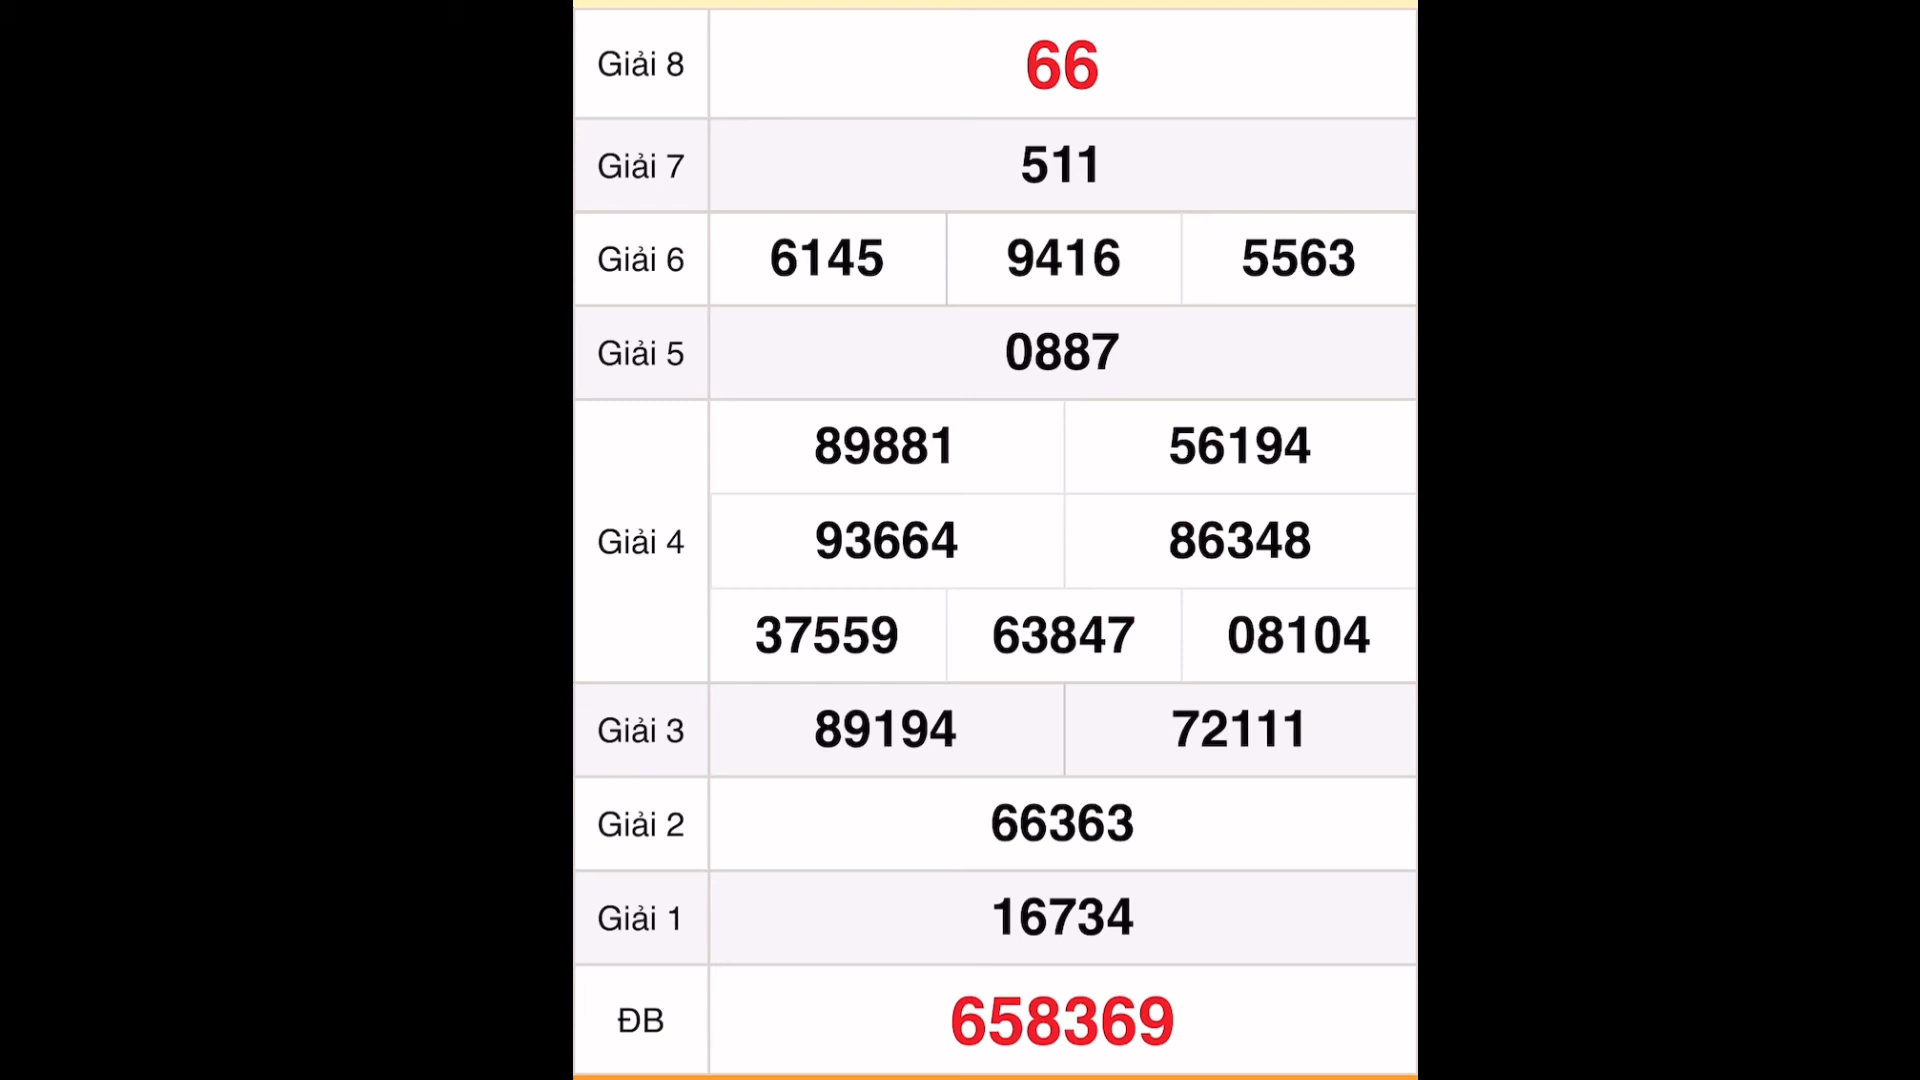 Giải 8 66
Giải 7 511
Giải 6 6145 9416 5563
Giải 5 0887
89881 56194
Giải 4 93664 86348
37559 63847 08104
Giải 3 89194 72111
Giải 2 66363
Giải 1 16734
ĐB 658369